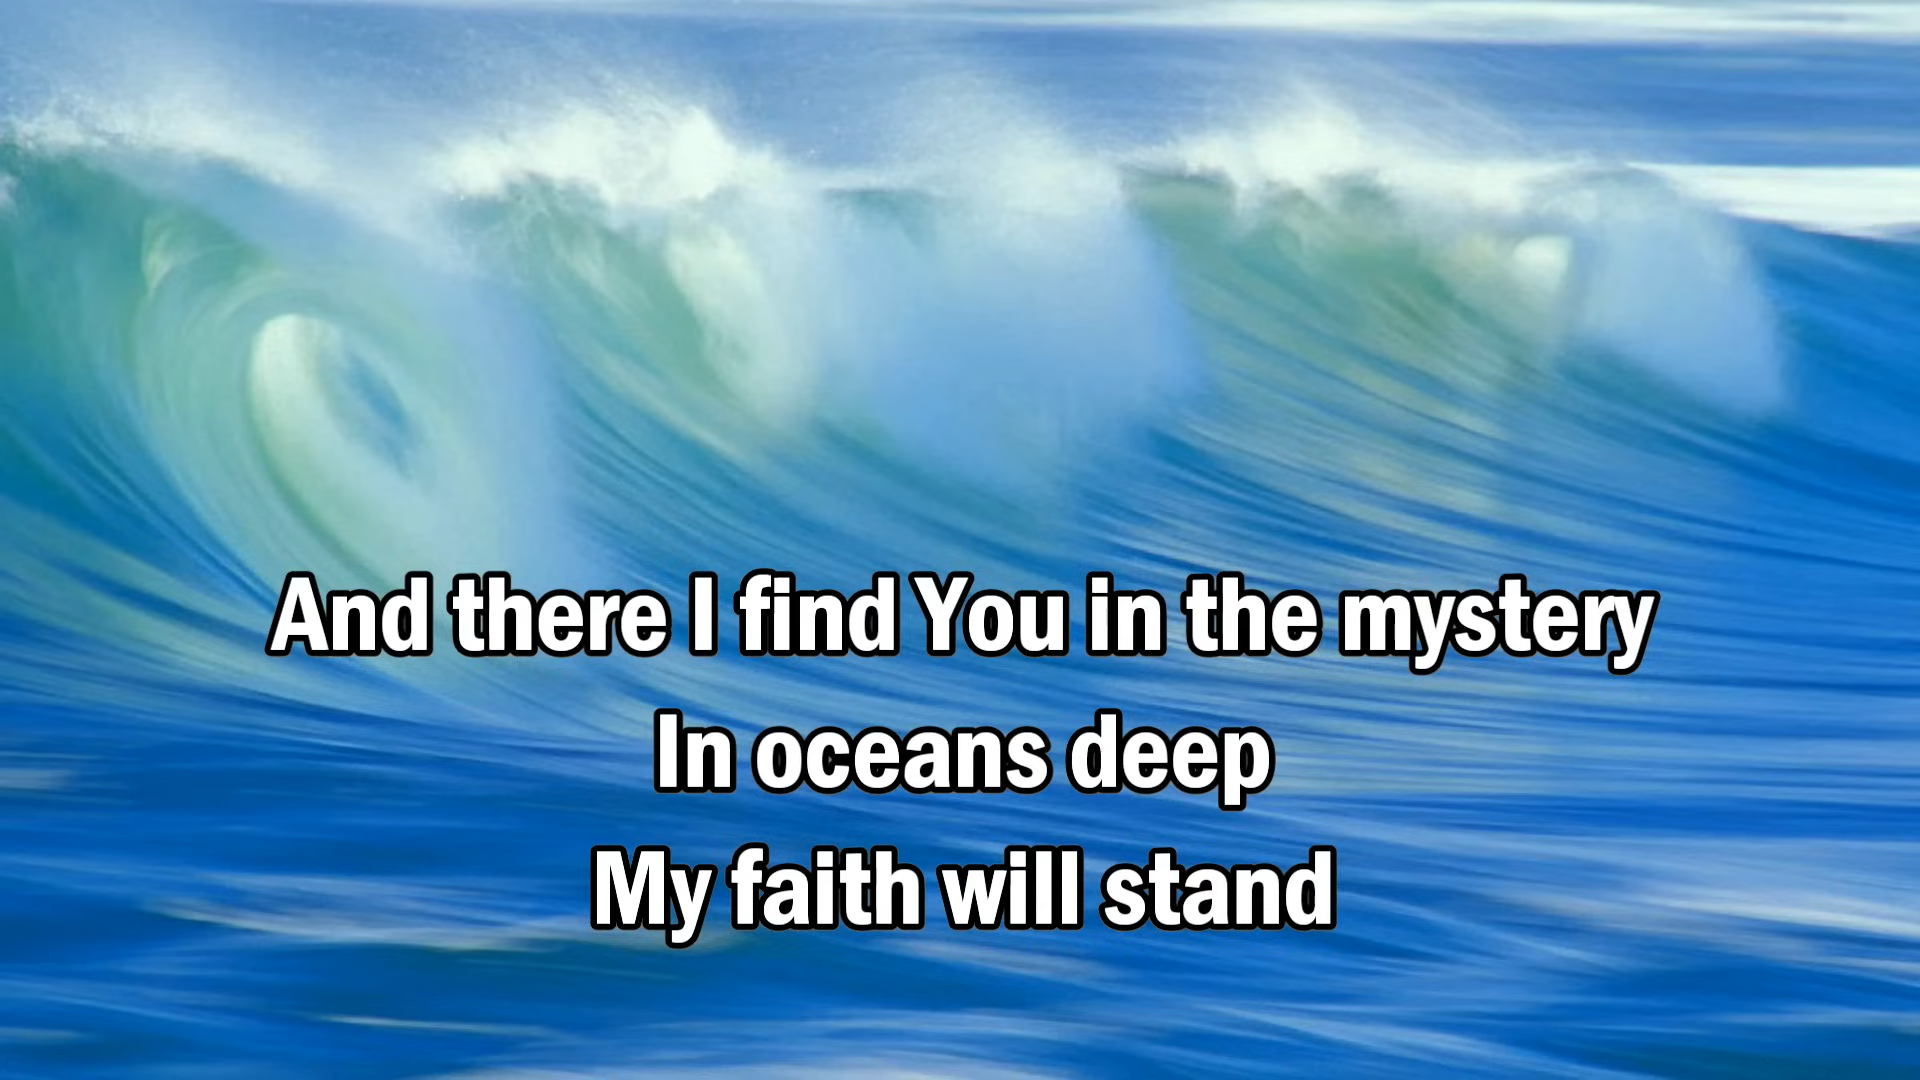 And there I find You in the mystery
In oceans deep
My faith will stand